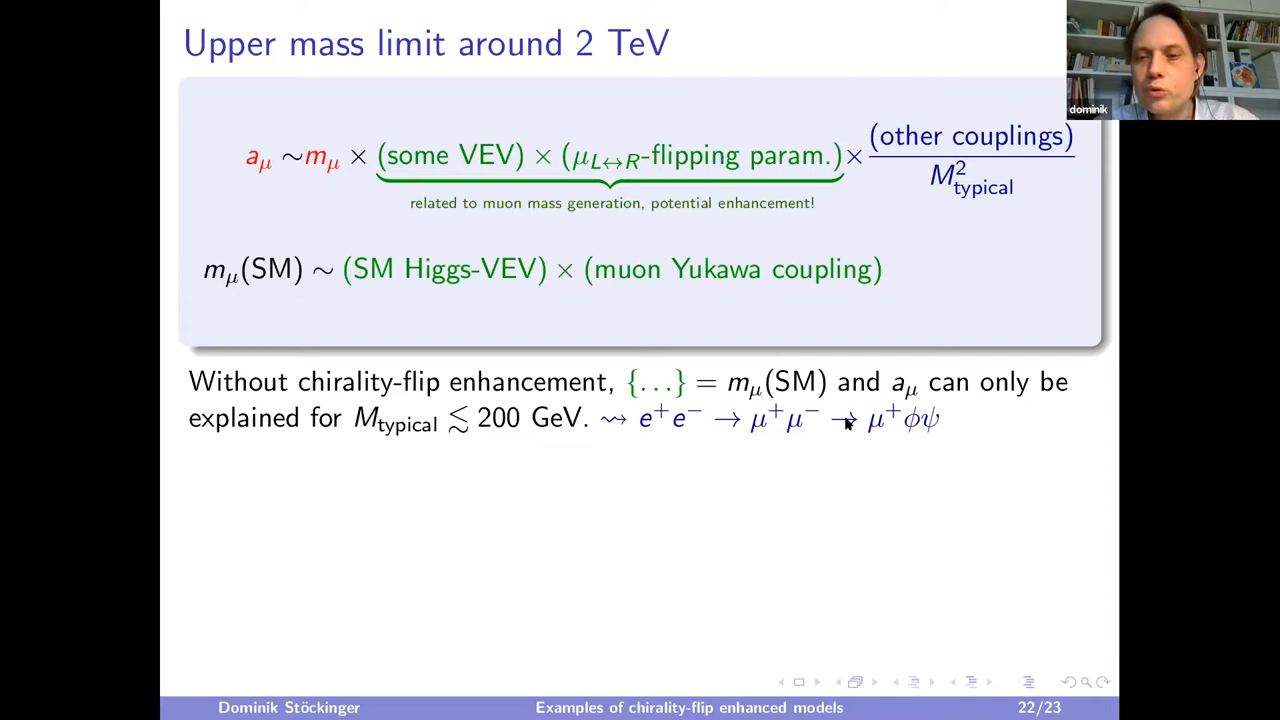 Upper mass limit around 2 TeV
dominik
aμ ∼mμ × (some VEV) × (μL↔R-flipping param.)× (other couplings) / M²typical
related to muon mass generation, potential enhancement!
mμ(SM) ∼ (SM Higgs-VEV) × (muon Yukawa coupling)
Without chirality-flip enhancement, {...} = mμ(SM) and aμ can only be
explained for Mtypical ≲ 200 GeV. ⇝ e⁺e⁻ → μ⁺μ⁻ → μ⁺ϕψ
Dominik Stöckinger Examples of chirality-flip enhanced models 22/23